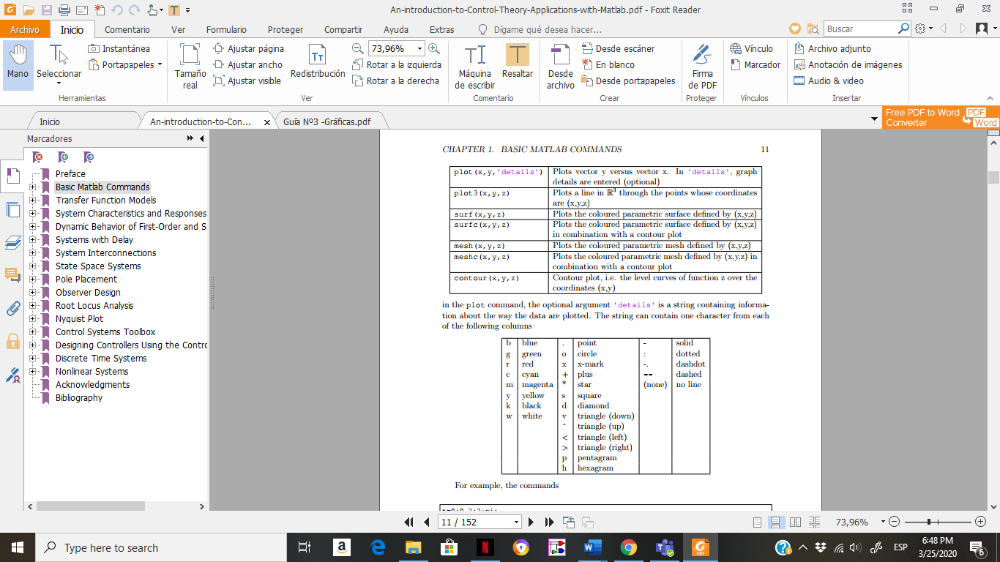 An-introduction-to-Control-Theory-Applications-with-Matlab.pdf - Foxit Reader
Archivo Inicio Comentario Ver Formulario Proteger Compartir Ayuda Extras Dígame qué desea hacer... Buscar
Mano
Seleccionar
Instantánea
Portapapeles
Herramientas
Tamaño
real
Ajustar página
Ajustar ancho
Ajustar visible
Redistribución
73,96%
Rotar a la izquierda
Rotar a la derecha
Ver
Máquina
de escribir
Resaltar
Comentario
Desde
archivo
Desde escáner
En blanco
Desde portapapeles
Crear
Firma
de PDF
Proteger
Vínculo
Marcador
Vínculos
Archivo adjunto
Anotación de imágenes
Audio & video
Insertar
Inicio An-introduction-to-Con... Guía Nº3 -Gráficas.pdf
Free PDF to Word
Converter
PDF
Word
Marcadores
Preface
Basic Matlab Commands
Transfer Function Models
System Characteristics and Responses
Dynamic Behavior of First-Order and S
Systems with Delay
System Interconnections
State Space Systems
Pole Placement
Observer Design
Root Locus Analysis
Nyquist Plot
Control Systems Toolbox
Designing Controllers Using the Contro
Discrete Time Systems
Nonlinear Systems
Acknowledgments
Bibliography
CHAPTER 1. BASIC MATLAB COMMANDS 11
plot(x,y,'details') Plots vector y versus vector x. In 'details', graph
details are entered (optional)
plot3(x,y,z) Plots a line in ℝ³ through the points whose coordinates
are (x,y,z)
surf(x,y,z) Plots the coloured parametric surface defined by (x,y,z)
surfc(x,y,z) Plots the coloured parametric surface defined by (x,y,z)
in combination with a contour plot
mesh(x,y,z) Plots the coloured parametric mesh defined by (x,y,z)
meshc(x,y,z) Plots the coloured parametric mesh defined by (x,y,z) in
combination with a contour plot
contour(x,y,z) Contour plot, i.e. the level curves of function z over the
coordinates (x,y)
in the plot command, the optional argument 'details' is a string containing informa-
tion about the way the data are plotted. The string can contain one character from each
of the following columns
b blue . point - solid
g green o circle : dotted
r red x x-mark -. dashdot
c cyan + plus -- dashed
m magenta * star (none) no line
y yellow s square
k black d diamond
w white v triangle (down)
^ triangle (up)
< triangle (left)
> triangle (right)
p pentagram
h hexagram
For example, the commands
11 / 152
73,96%
Type here to search
ESP
6:48 PM
3/25/2020
6